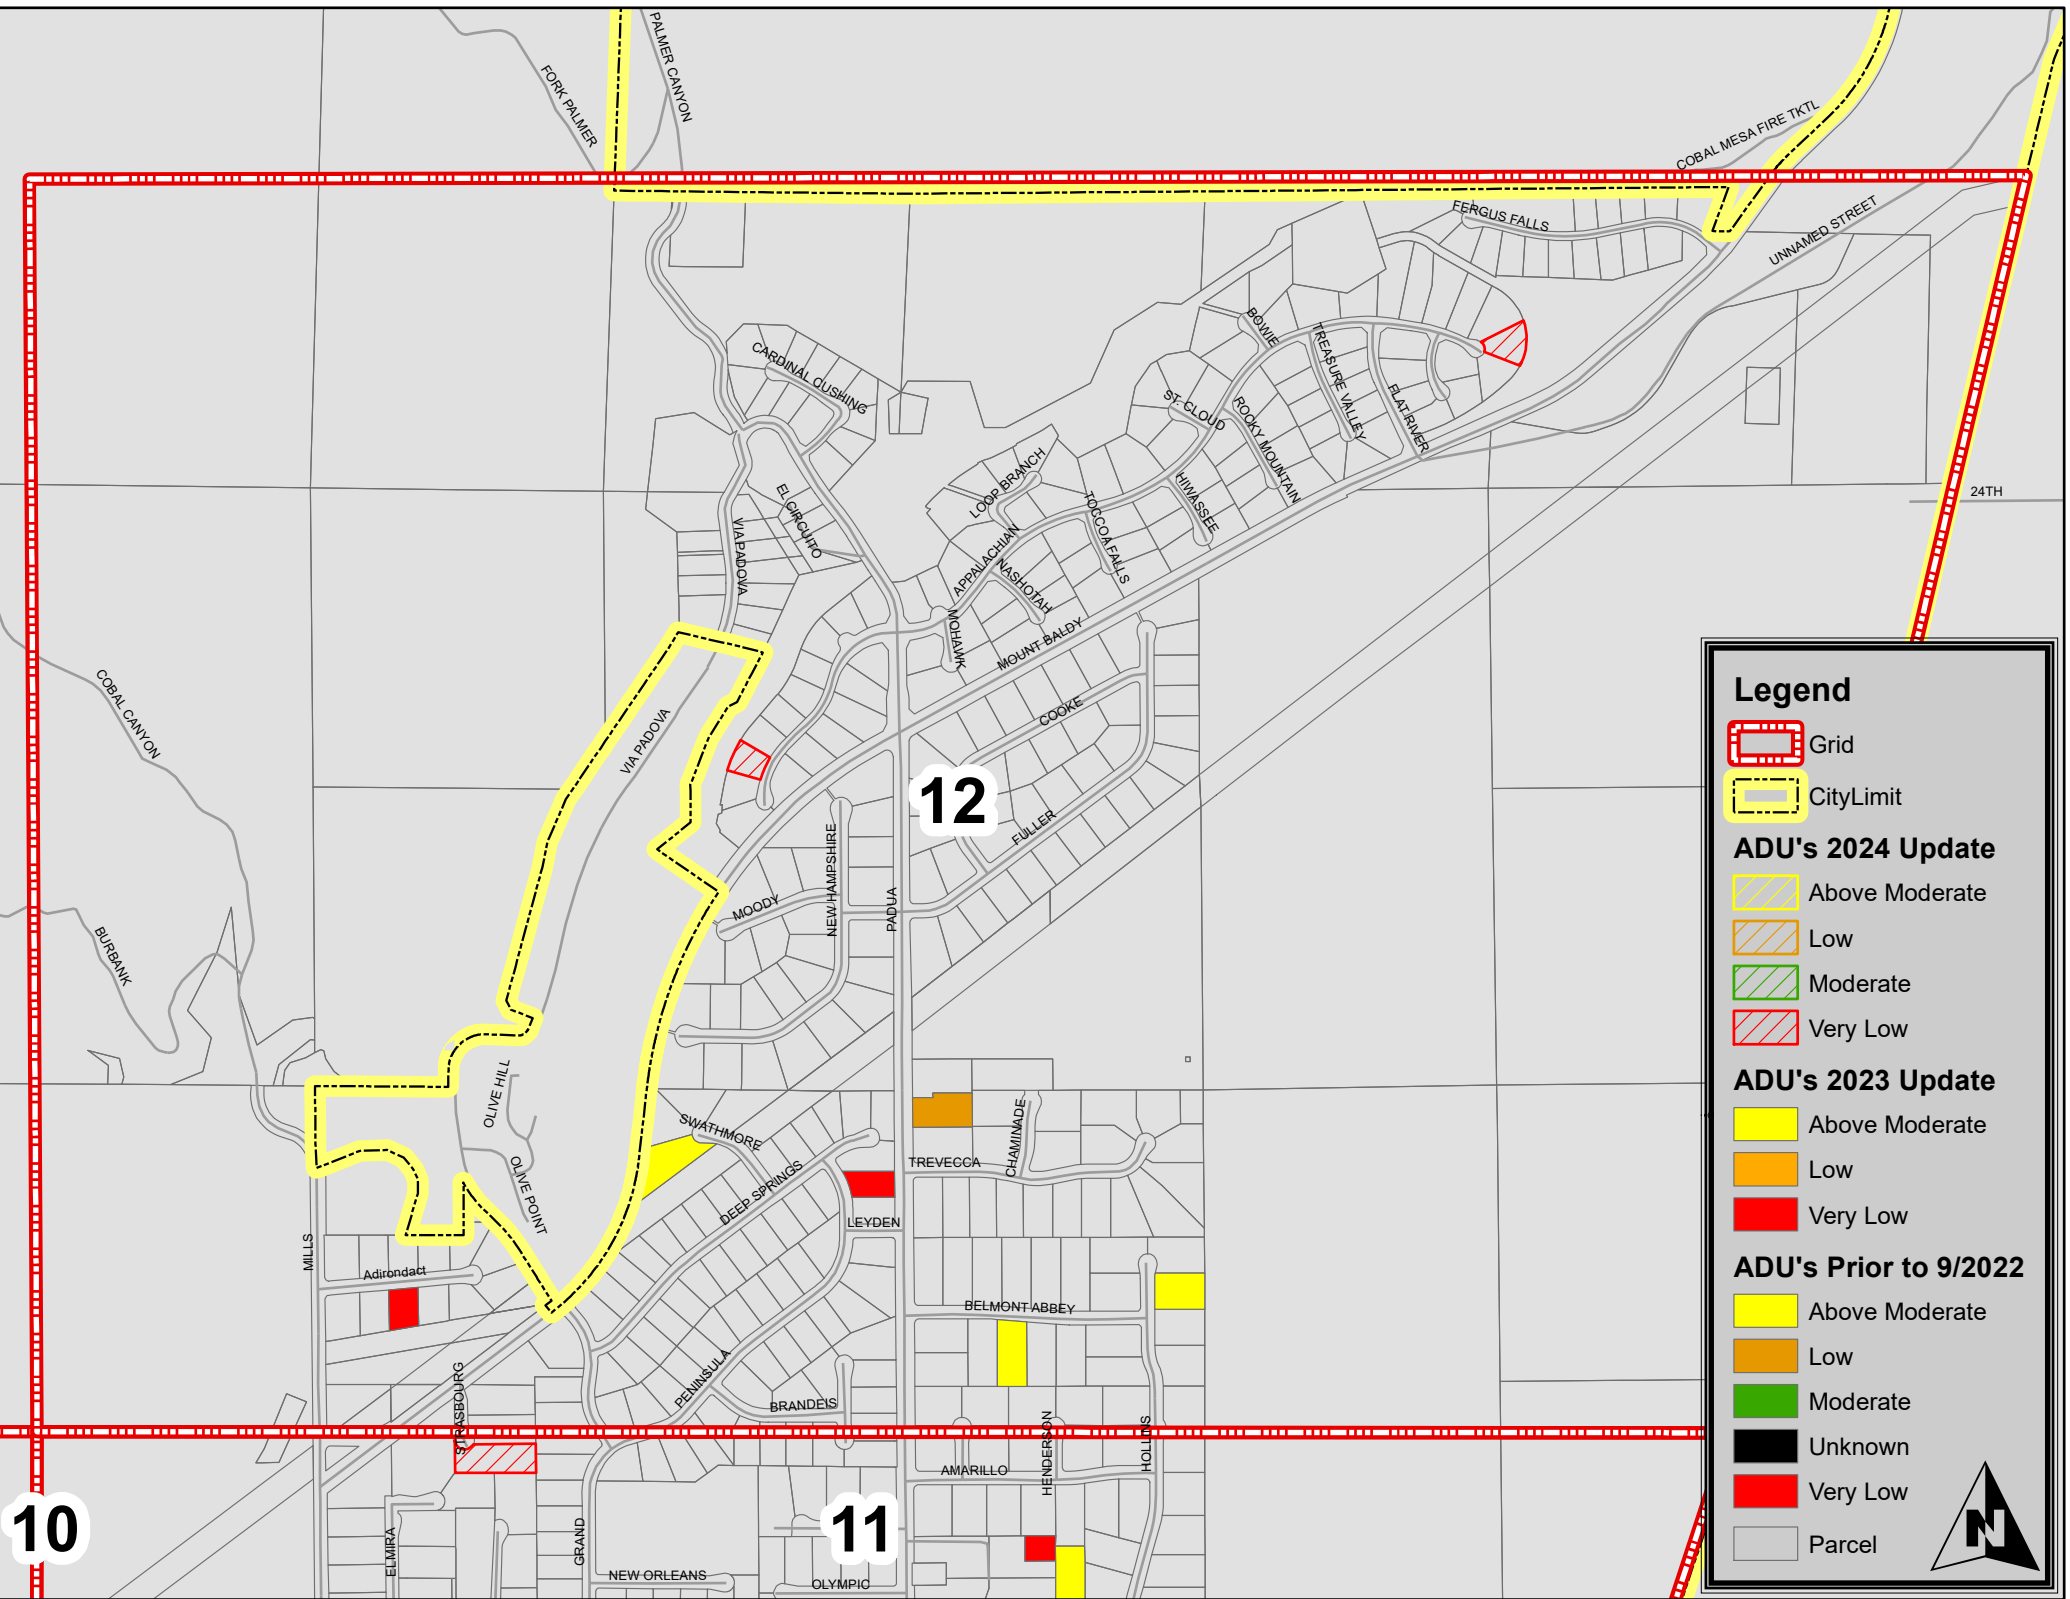 PALMER CANYON
FORK PALMER
COBAL MESA FIRE TKTL
FERGUS FALLS
UNNAMED STREET
BOWIE
TREASURE VALLEY
CARDINAL CUSHING
FLAT RIVER
ST. CLOUD
ROCKY MOUNTAIN
LOOP BRANCH
HIWASSEE
24TH
EL CIRCUITO
TOCCOA FALLS
VIA PADOVA
APPALACHIAN
NASHOTAH
MOHAWK
MOUNT BALDY
COBAL CANYON
VIA PADOVA
COOKE
12
FULLER
NEW HAMPSHIRE
MOODY
PADUA
BURBANK
OLIVE HILL
SWATHMORE
CHAMINADE
TREVECCA
OLIVE POINT
DEEP SPRINGS
LEYDEN
MILLS
Adirondact
BELMONT ABBEY
PENINSULA
STRASBOURG
BRANDEIS
HENDERSON
HOLLINS
AMARILLO
10
11
ELMIRA
GRAND
NEW ORLEANS
OLYMPIC
Legend
Grid
CityLimit
ADU's 2024 Update
Above Moderate
Low
Moderate
Very Low
ADU's 2023 Update
Above Moderate
Low
Very Low
ADU's Prior to 9/2022
Above Moderate
Low
Moderate
Unknown
Very Low
Parcel
N